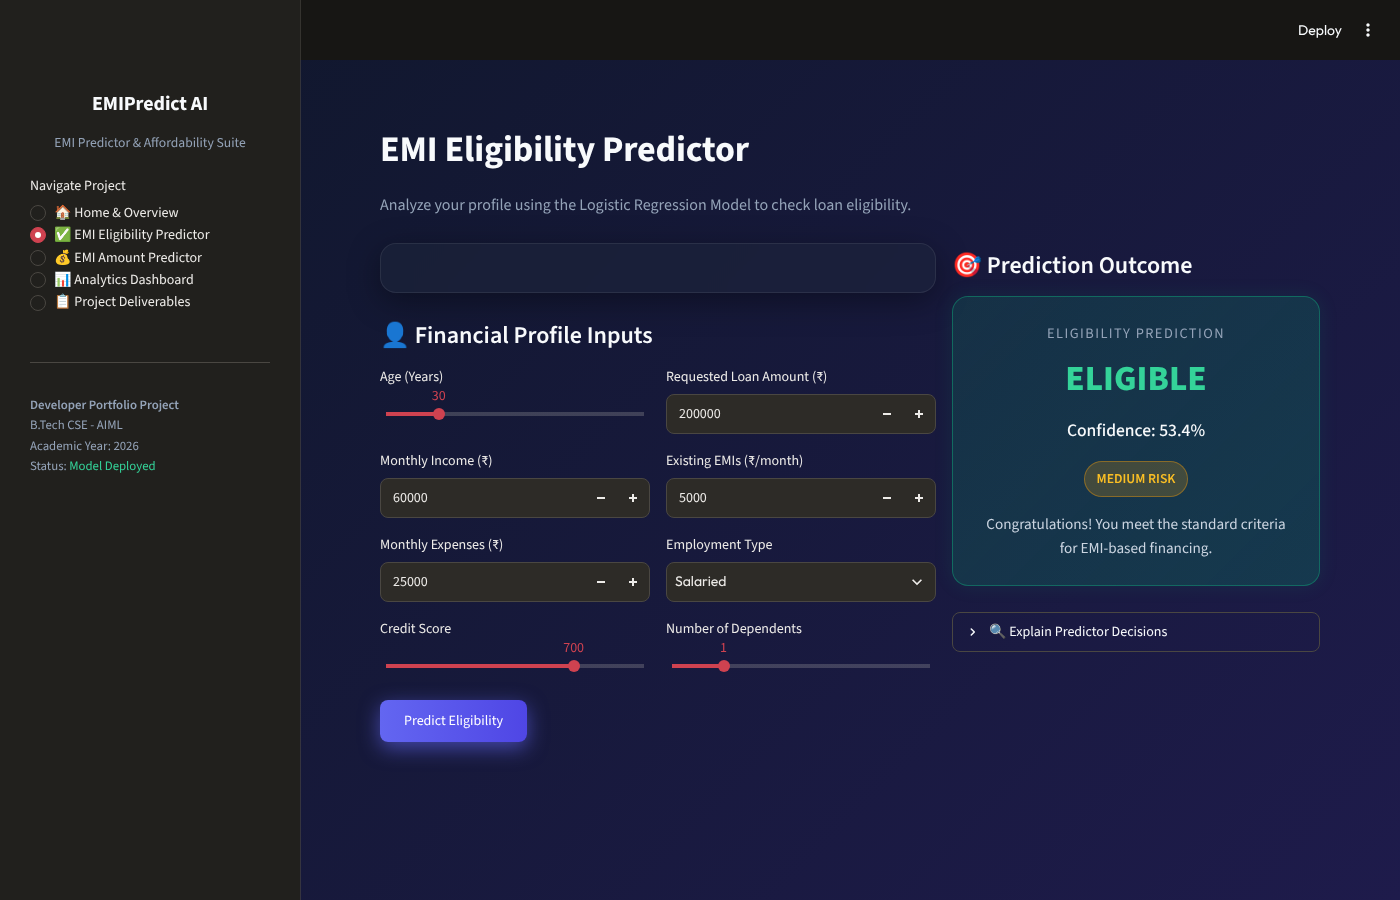 Deploy
EMIPredict AI
EMI Predictor & Affordability Suite
Navigate Project
🏠 Home & Overview
✅ EMI Eligibility Predictor
💰 EMI Amount Predictor
📊 Analytics Dashboard
📋 Project Deliverables
Developer Portfolio Project
B.Tech CSE - AIML
Academic Year: 2026
Status: Model Deployed
EMI Eligibility Predictor
Analyze your profile using the Logistic Regression Model to check loan eligibility.
👤 Financial Profile Inputs
Age (Years)
30
Requested Loan Amount (₹)
200000
Monthly Income (₹)
60000
Existing EMIs (₹/month)
5000
Monthly Expenses (₹)
25000
Employment Type
Salaried
Credit Score
700
Number of Dependents
1
Predict Eligibility
🎯 Prediction Outcome
ELIGIBILITY PREDICTION
ELIGIBLE
Confidence: 53.4%
MEDIUM RISK
Congratulations! You meet the standard criteria
for EMI-based financing.
🔍 Explain Predictor Decisions